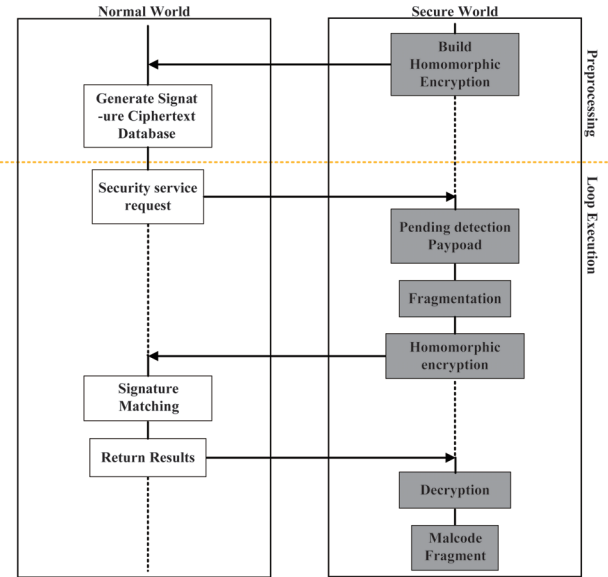 Normal World
Secure World
Build
Homomorphic
Encryption
Preprocessing
Generate Signat
-ure Ciphertext
Database
Security service
request
Loop Execution
Pending detection
Paypoad
Fragmentation
Homomorphic
encryption
Signature
Matching
Return Results
Decryption
Malcode
Fragment